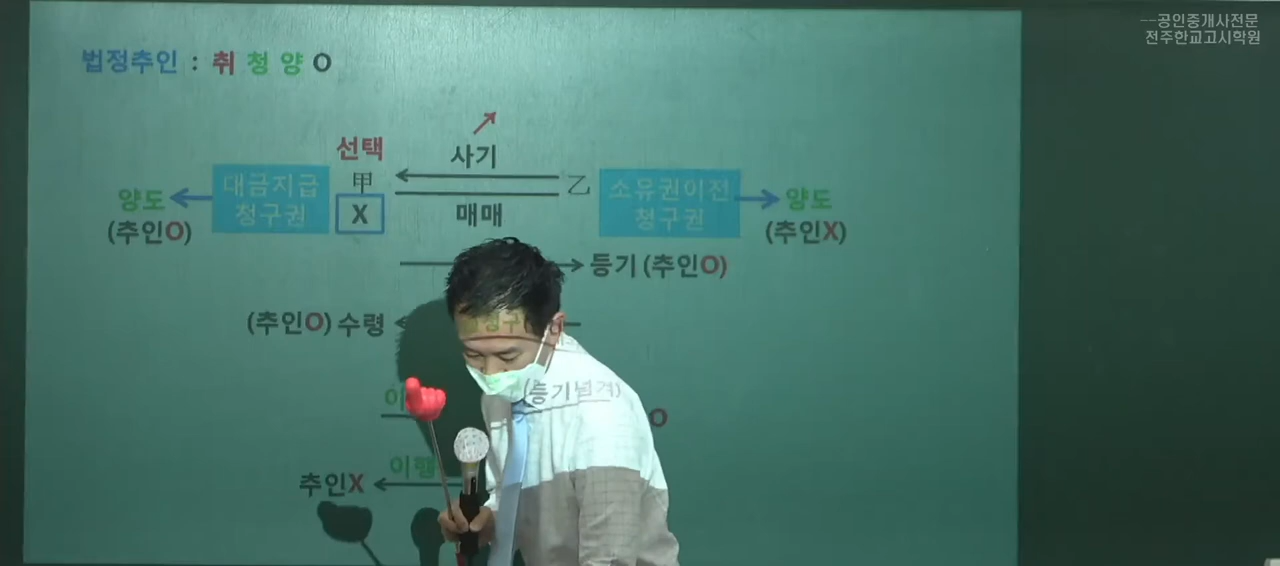 공인중개사전문
전주한교고시학원
법정추인 : 취 청 양 O
선택
사기
양도
대금지급
청구권
甲
乙
소유권이전
청구권
양도
(추인O)
X
매매
(추인X)
등기 (추인O)
(추인O) 수령
(등기넘겨)
O
추인X